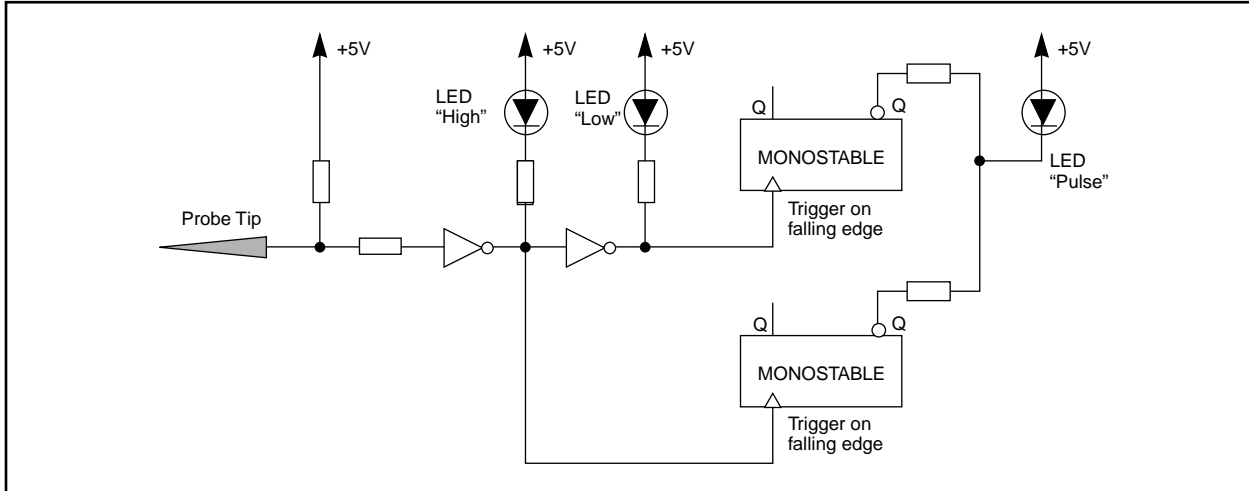 +5V
+5V
+5V
+5V
LED
“High”
LED
“Low”
Q
Q
MONOSTABLE
LED
“Pulse”
Probe Tip
Trigger on
falling edge
Q
Q
MONOSTABLE
Trigger on
falling edge